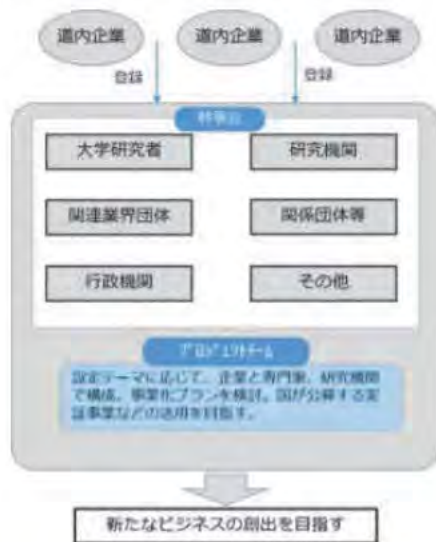 道内企業 道内企業 道内企業
登録 登録
幹事会
大学研究者 研究機関
関連業界団体 関係団体等
行政機関 その他
プロジェクトチーム
設定テーマに応じて、企業と専門家、研究機関
で構成。事業化プランを検討。国が公募する実
証事業などの活用を目指す。
新たなビジネスの創出を目指す